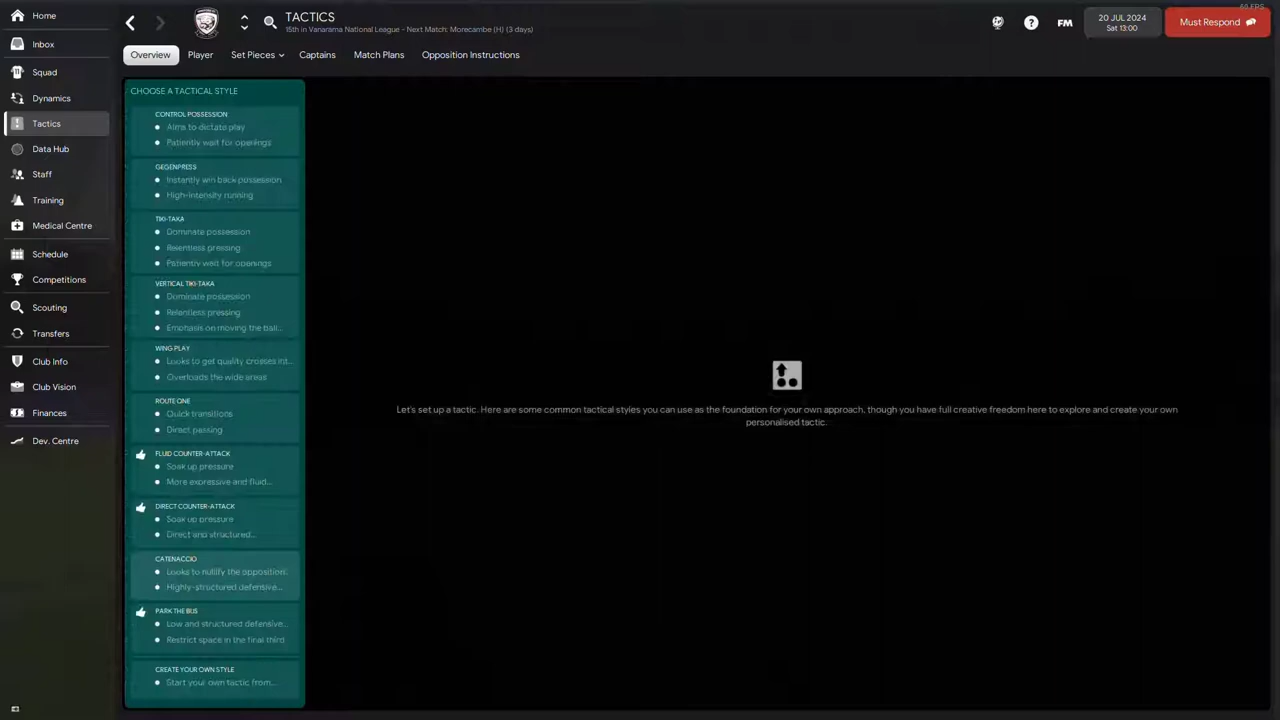 60 FPS
Home
TACTICS
15th in Vanarama National League - Next Match: Morecambe (H) (3 days)
FM
20 JUL 2024
Sat 13:00
Must Respond
Inbox
Squad
Dynamics
Tactics
Data Hub
Staff
Training
Medical Centre
Schedule
Competitions
Scouting
Transfers
Club Info
Club Vision
Finances
Dev. Centre
Overview
Player
Set Pieces
Captains
Match Plans
Opposition Instructions
CHOOSE A TACTICAL STYLE
CONTROL POSSESSION
Aims to dictate play
Patiently wait for openings
GEGENPRESS
Instantly win back possession
High-intensity running
TIKI-TAKA
Dominate possession
Relentless pressing
Patiently wait for openings
VERTICAL TIKI-TAKA
Dominate possession
Relentless pressing
Emphasis on moving the ball...
WING PLAY
Looks to get quality crosses int...
Overloads the wide areas
ROUTE ONE
Quick transitions
Direct passing
FLUID COUNTER-ATTACK
Soak up pressure
More expressive and fluid...
DIRECT COUNTER-ATTACK
Soak up pressure
Direct and structured...
CATENACCIO
Looks to nullify the opposition
Highly-structured defensive...
PARK THE BUS
Low and structured defensive...
Restrict space in the final third
CREATE YOUR OWN STYLE
Start your own tactic from...
Let's set up a tactic. Here are some common tactical styles you can use as the foundation for your own approach, though you have full creative freedom here to explore and create your own
personalised tactic.